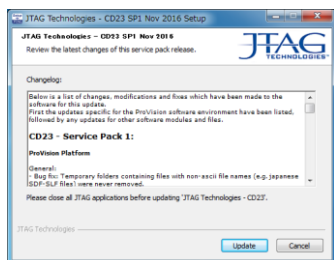 JTAG Technologies - CD23 SP1 Nov 2016 Setup
JTAG Technologies - CD23 SP1 Nov 2016
Review the latest changes of this service pack release.
JTAG
TECHNOLOGIES
Changelog:
Below is a list of changes, modifications and fixes which have been made to the
software for this update.
First the updates specific for the ProVision software environment have been listed,
followed by any updates for other software modules and files.
CD23 - Service Pack 1:
ProVision Platform
General:
- Bug fix: Temporary folders containing files with non-ascii file names (e.g. japanese
SDF-SLF files) were never removed.
Please close all JTAG applications before updating 'JTAG Technologies - CD23'.
JTAG Technologies
Update
Cancel